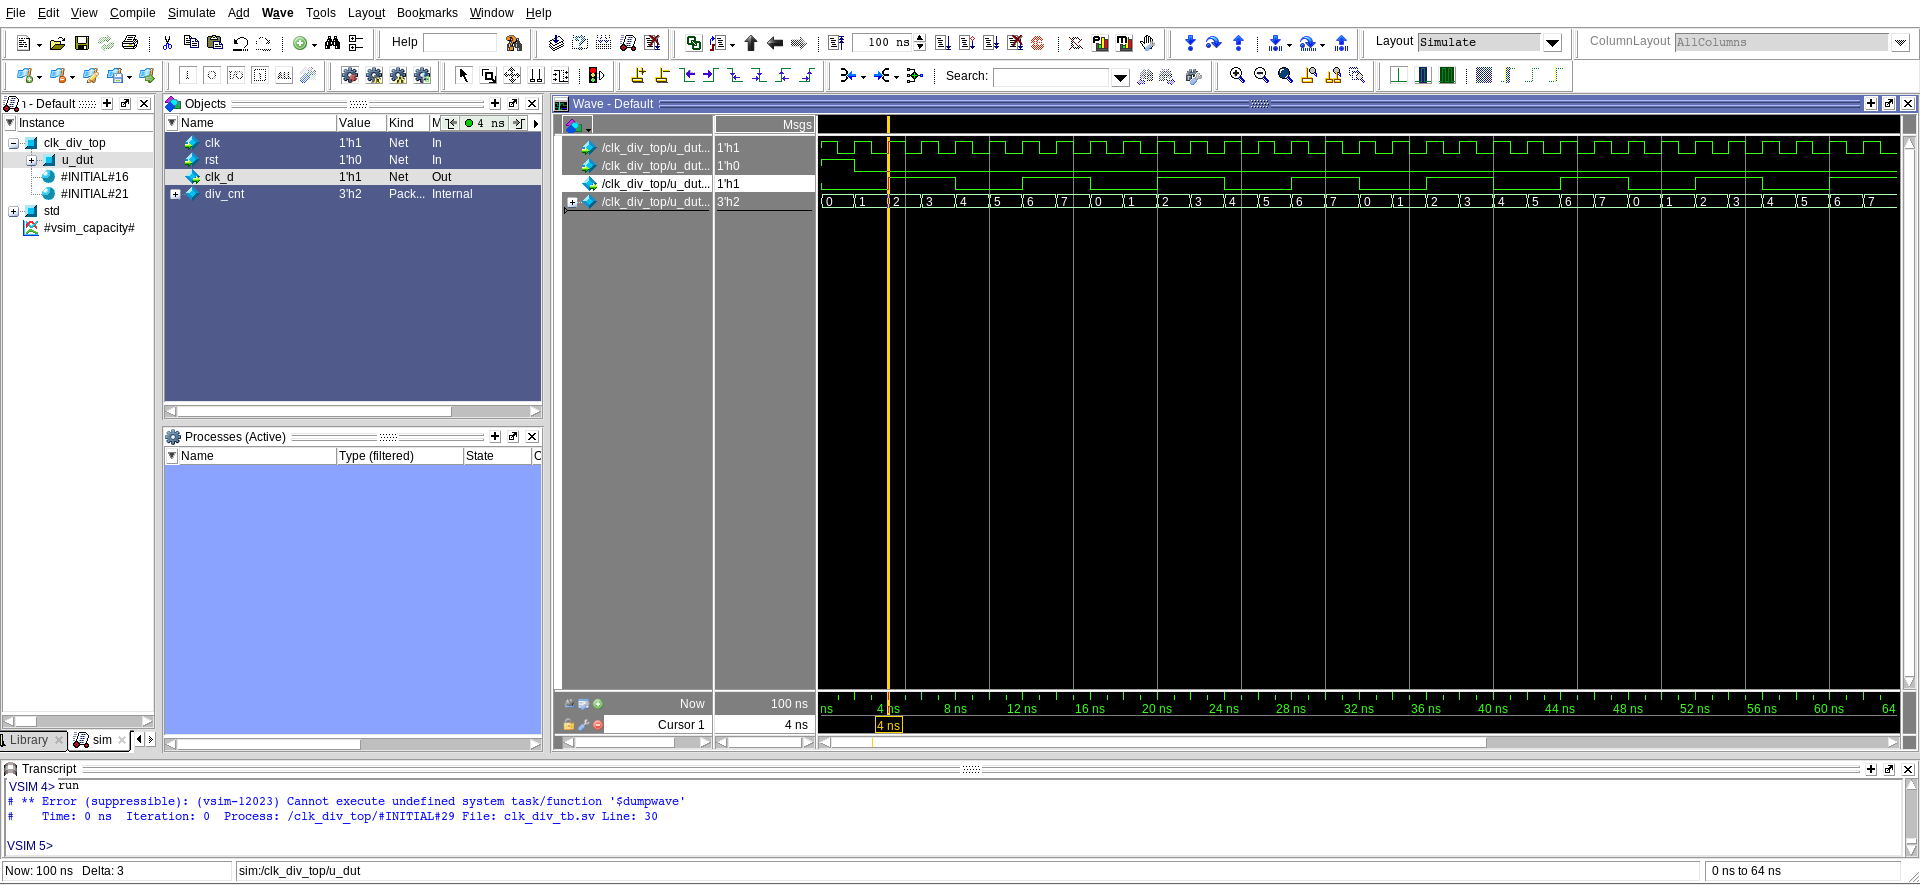 File Edit View Compile Simulate Add Wave Tools Layout Bookmarks Window Help
Help 100 ns Layout Simulate ColumnLayout AllColumns
Search:
- Default
Instance
clk_div_top
u_dut
#INITIAL#16
#INITIAL#21
std
#vsim_capacity#
Library sim
Objects
Name Value Kind M 4 ns
clk 1'h1 Net In
rst 1'h0 Net In
clk_d 1'h1 Net Out
div_cnt 3'h2 Pack... Internal
Processes (Active)
Name Type (filtered) State C
Wave - Default
Msgs
/clk_div_top/u_dut... 1'h1
/clk_div_top/u_dut... 1'h0
/clk_div_top/u_dut... 1'h1
/clk_div_top/u_dut... 3'h2 0 1 2 3 4 5 6 7 0 1 2 3 4 5 6 7 0 1 2 3 4 5 6 7 0 1 2 3 4 5 6 7
Now 100 ns ns 4 ns 8 ns 12 ns 16 ns 20 ns 24 ns 28 ns 32 ns 36 ns 40 ns 44 ns 48 ns 52 ns 56 ns 60 ns 64
Cursor 1 4 ns 4 ns
Transcript
VSIM 4> run
# ** Error (suppressible): (vsim-12023) Cannot execute undefined system task/function '$dumpwave'
# Time: 0 ns Iteration: 0 Process: /clk_div_top/#INITIAL#29 File: clk_div_tb.sv Line: 30
VSIM 5>
Now: 100 ns Delta: 3 sim:/clk_div_top/u_dut 0 ns to 64 ns